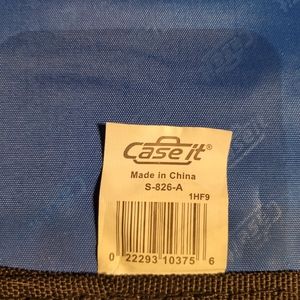 Case it®
Made in China
S-826-A
1HF9
0 22293 10375 6